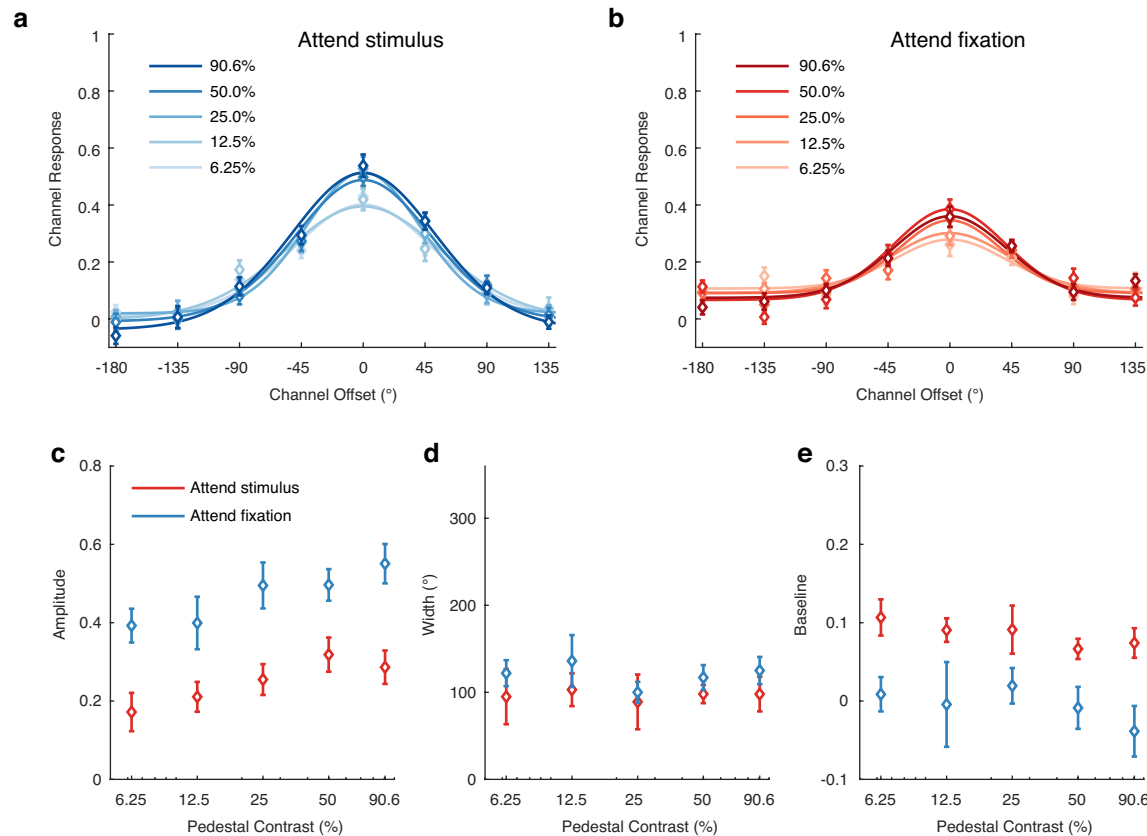 a
Attend stimulus
1
0.8
0.6
0.4
0.2
0
Channel Response
90.6%
50.0%
25.0%
12.5%
6.25%
-180 -135 -90 -45 0 45 90 135
Channel Offset (°)
b
Attend fixation
1
0.8
0.6
0.4
0.2
0
Channel Response
90.6%
50.0%
25.0%
12.5%
6.25%
-180 -135 -90 -45 0 45 90 135
Channel Offset (°)
c
0.8
0.6
0.4
0.2
0
Amplitude
Attend stimulus
Attend fixation
6.25 12.5 25 50 90.6
Pedestal Contrast (%)
d
300
200
100
0
Width (°)
6.25 12.5 25 50 90.6
Pedestal Contrast (%)
e
0.3
0.2
0.1
0
-0.1
Baseline
6.25 12.5 25 50 90.6
Pedestal Contrast (%)